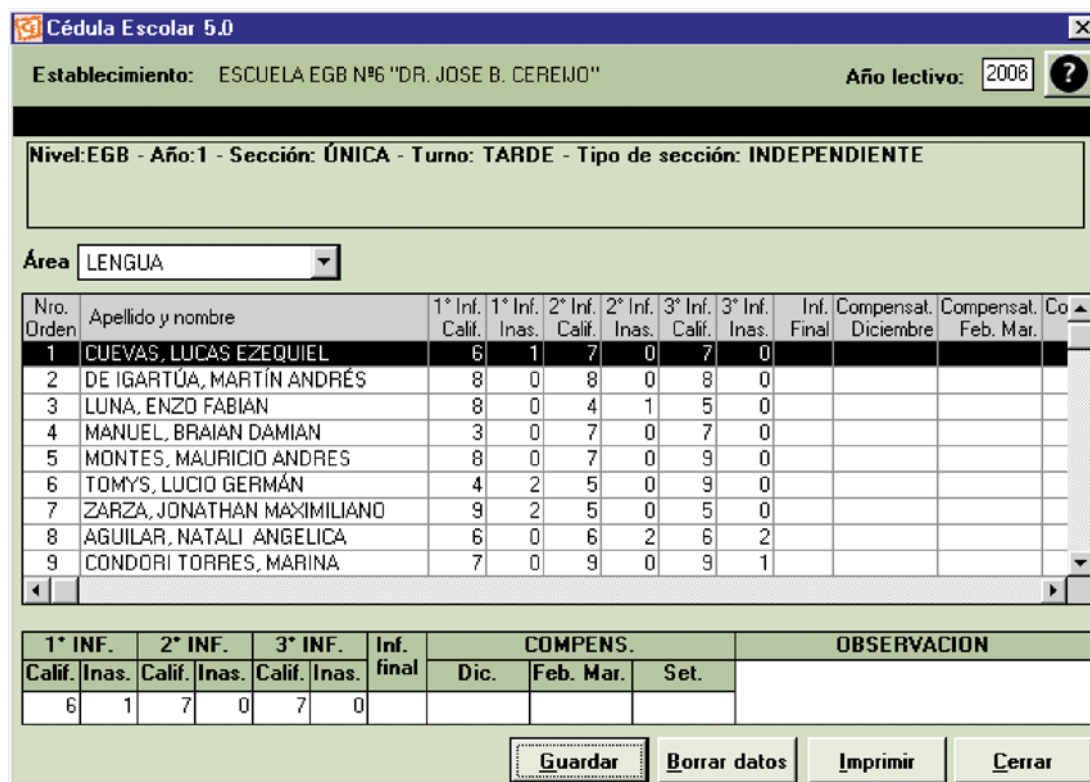 Cédula Escolar 5.0
Establecimiento: ESCUELA EGB Nº6 "DR. JOSE B. CEREIJO" Año lectivo: 2006 ?
Nivel:EGB - Año:1 - Sección: ÚNICA - Turno: TARDE - Tipo de sección: INDEPENDIENTE
Área LENGUA
Nro. Orden Apellido y nombre 1° Inf. Calif. 1° Inf. Inas. 2° Inf. Calif. 2° Inf. Inas. 3° Inf. Calif. 3° Inf. Inas. Inf. Final Compensat. Diciembre Compensat. Feb. Mar. Co
1 CUEVAS, LUCAS EZEQUIEL 6 1 7 0 7 0
2 DE IGARTÚA, MARTÍN ANDRÉS 8 0 8 0 8 0
3 LUNA, ENZO FABIAN 8 0 4 1 5 0
4 MANUEL, BRAIAN DAMIAN 3 0 7 0 7 0
5 MONTES, MAURICIO ANDRES 8 0 7 0 9 0
6 TOMYS, LUCIO GERMÁN 4 2 5 0 9 0
7 ZARZA, JONATHAN MAXIMILIANO 9 2 5 0 5 0
8 AGUILAR, NATALI ANGELICA 6 0 6 2 6 2
9 CONDORI TORRES, MARINA 7 0 9 0 9 1
1° INF. 2° INF. 3° INF. Inf. final COMPENS. OBSERVACION
Calif. Inas. Calif. Inas. Calif. Inas. Dic. Feb. Mar. Set.
6 1 7 0 7 0
Guardar Borrar datos Imprimir Cerrar